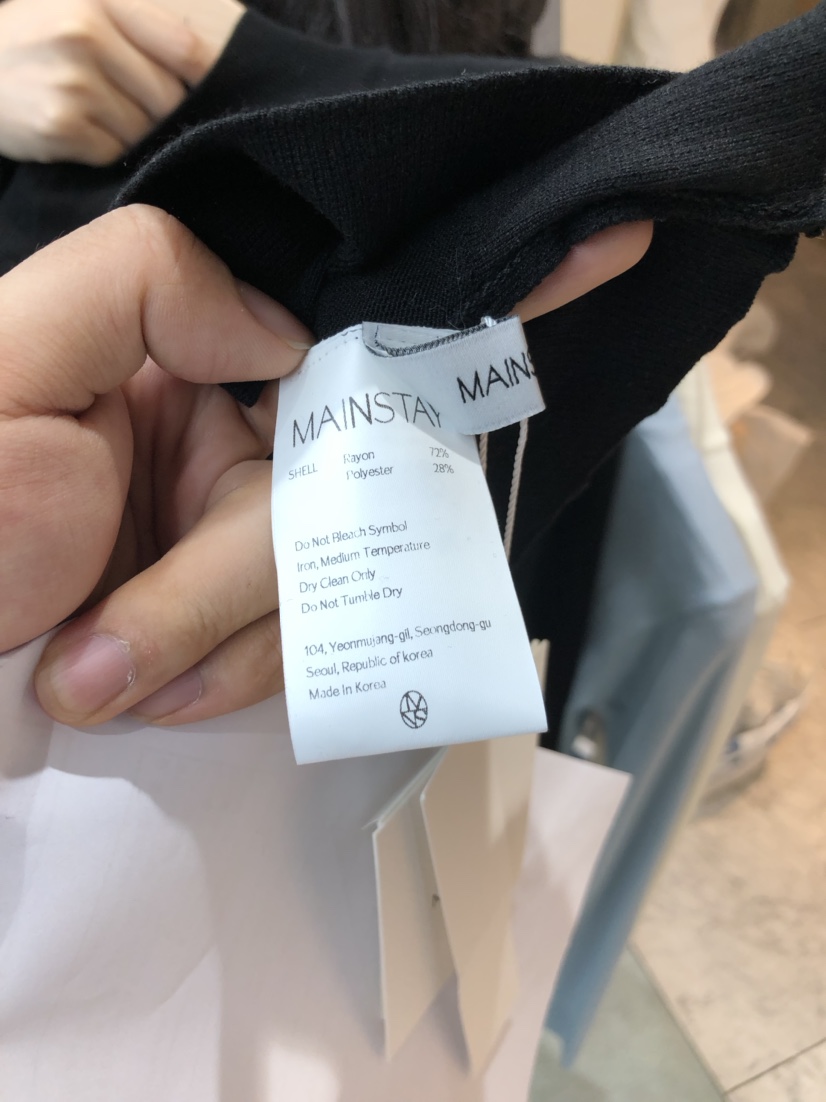 MAINS
MAINSTAY
SHELL Rayon 72%
Polyester 28%
Do Not Bleach Symbol
Iron, Medium Temperature
Dry Clean Only
Do Not Tumble Dry
104, Yeonmujang-gil, Seongdong-gu
Seoul, Republic of korea
Made In Korea